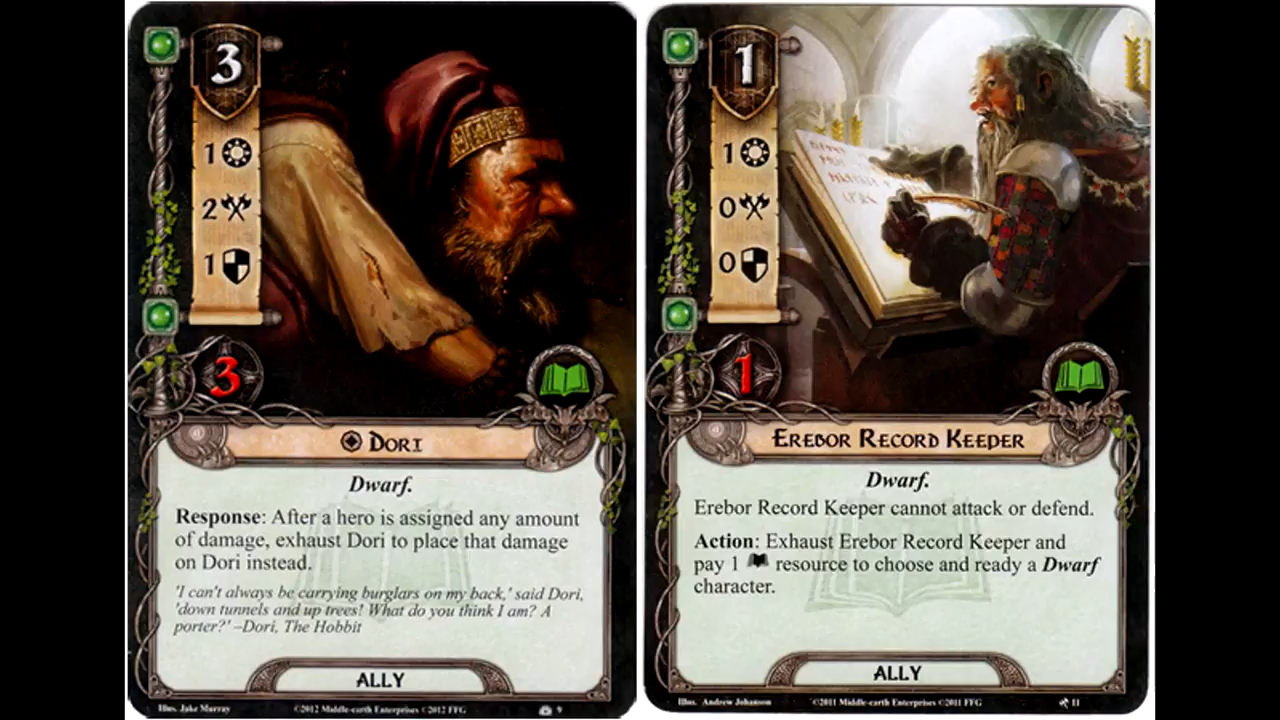 3
1
2
1
3
DORI
Dwarf.
Response: After a hero is assigned any amount
of damage, exhaust Dori to place that damage
on Dori instead.
'I can't always be carrying burglars on my back,' said Dori,
'down tunnels and up trees! What do you think I am? A
porter?' –Dori, The Hobbit
ALLY
Illus. Jake Murray ©2012 Middle-earth Enterprises ©2012 FFG 9
1
1
0
0
1
EREBOR RECORD KEEPER
Dwarf.
Erebor Record Keeper cannot attack or defend.
Action: Exhaust Erebor Record Keeper and
pay 1 resource to choose and ready a Dwarf
character.
ALLY
Illus. Andrew Johanson ©2011 Middle-earth Enterprises ©2011 FFG 11